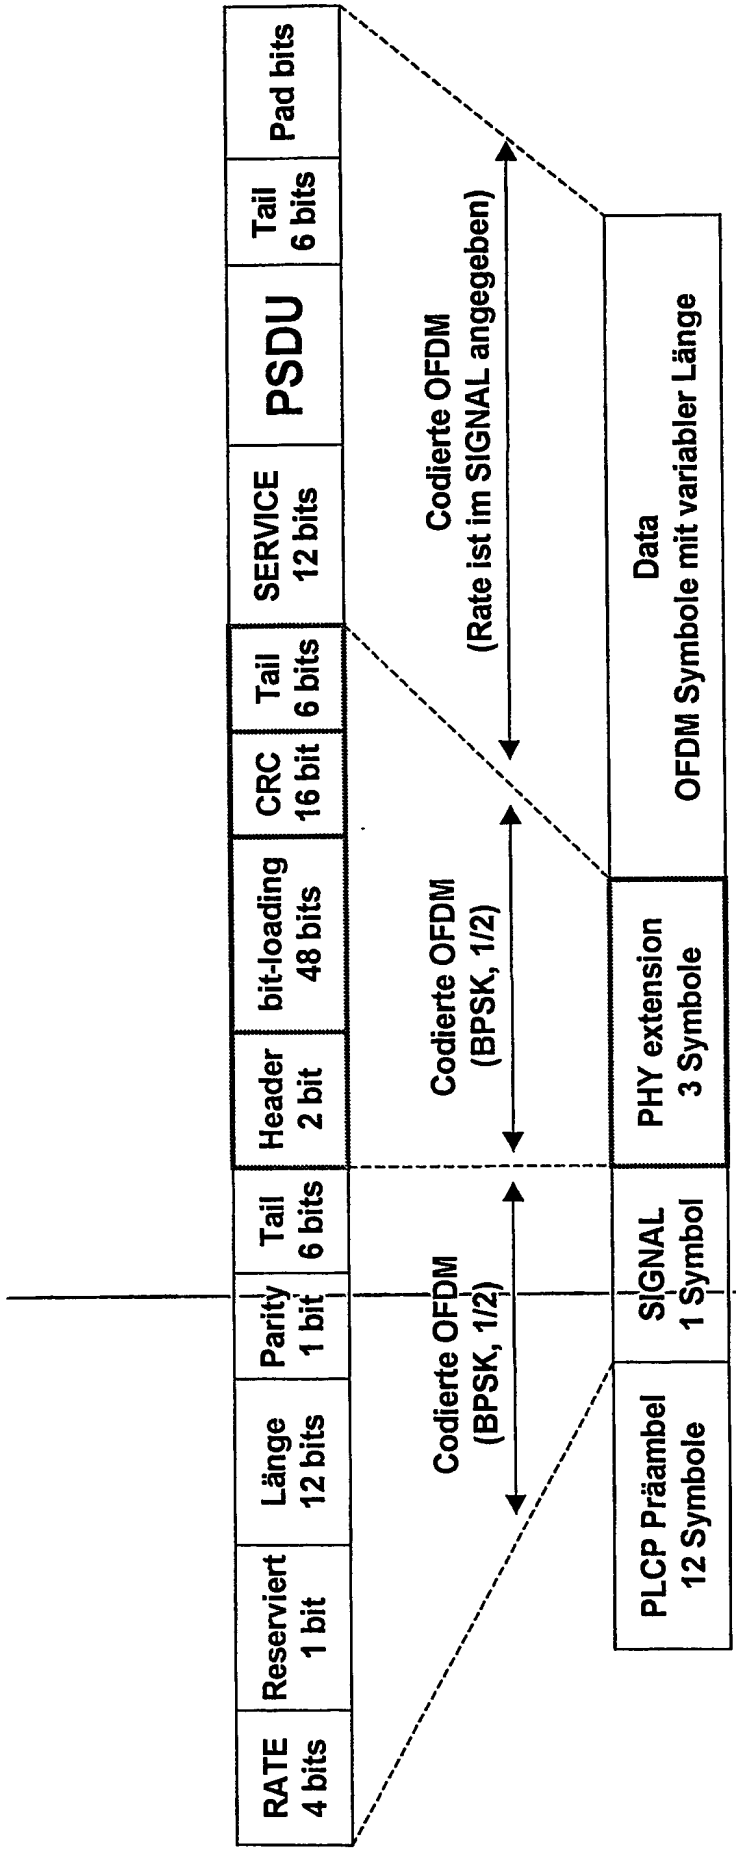 RATE
4 bits
Reserviert
1 bit
Länge
12 bits
Parity
1 bit
Tail
6 bits
Header
2 bit
bit-loading
48 bits
CRC
16 bit
Tail
6 bits
SERVICE
12 bits
PSDU
Tail
6 bits
Pad bits
Codierte OFDM
(BPSK, 1/2)
Codierte OFDM
(BPSK, 1/2)
Codierte OFDM
(Rate ist im SIGNAL angegeben)
PLCP Präambel
12 Symbole
SIGNAL
1 Symbol
PHY extension
3 Symbole
Data
OFDM Symbole mit variabler Länge